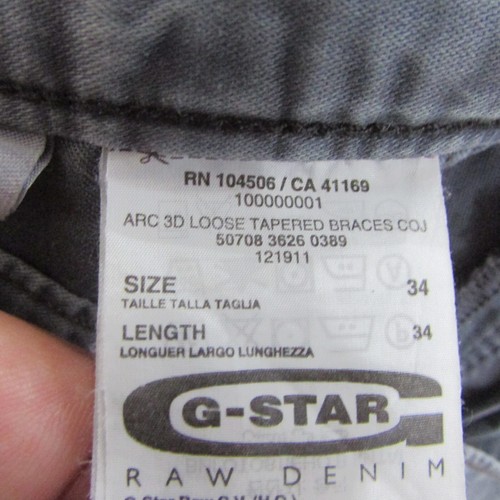 RN 104506 / CA 41169
100000001
ARC 3D LOOSE TAPERED BRACES COJ
50708 3626 0389
121911
SIZE 34
TAILLE TALLA TAGLIA
LENGTH 34
LONGUER LARGO LUNGHEZZA
G-STAR
RAW DENIM